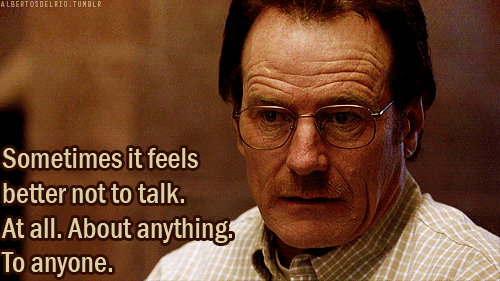 ALBERTOSDELRIO.TUMBLR
Sometimes it feels
better not to talk.
At all. About anything.
To anyone.